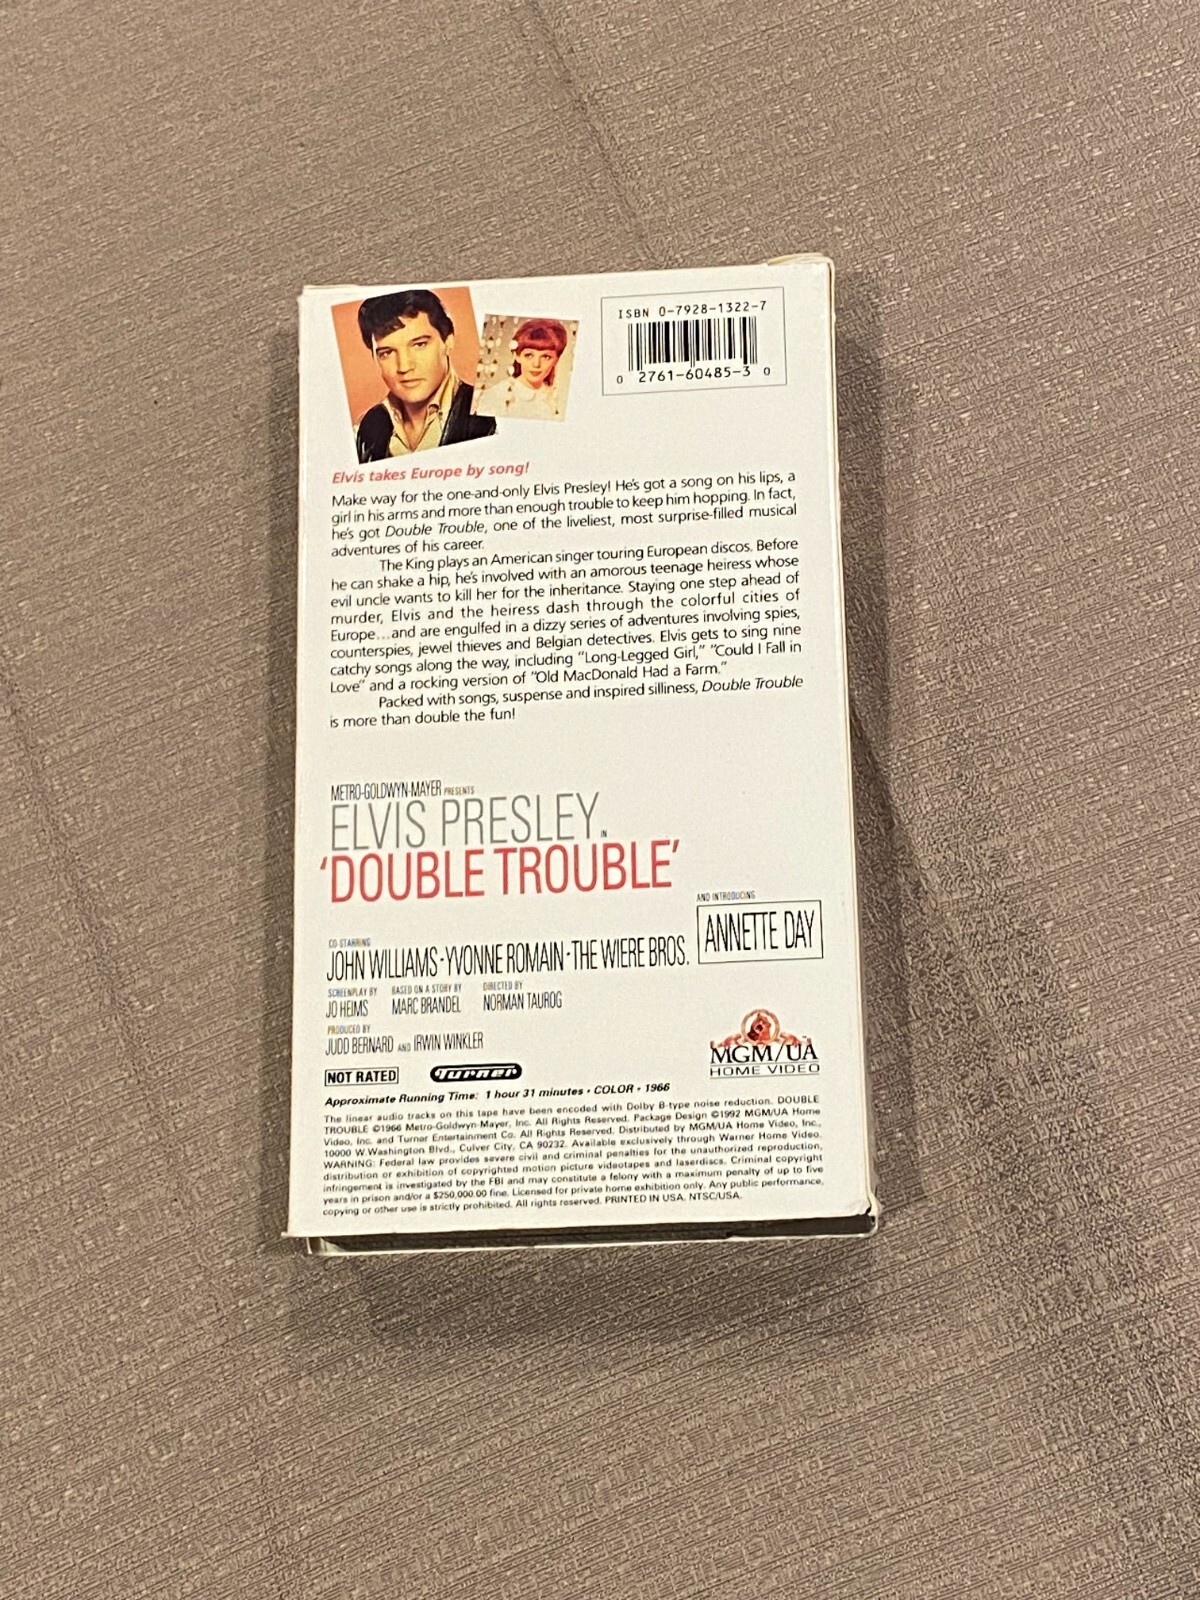 ISBN 0-7928-1322-7
0 2761-60485-3 0
Elvis takes Europe by song!
Make way for the one-and-only Elvis Presley! He's got a song on his lips, a
girl in his arms and more than enough trouble to keep him hopping. In fact,
he's got Double Trouble, one of the liveliest, most surprise-filled musical
adventures of his career.
The King plays an American singer touring European discos. Before
he can shake a hip, he's involved with an amorous teenage heiress whose
evil uncle wants to kill her for the inheritance. Staying one step ahead of
murder, Elvis and the heiress dash through the colorful cities of
Europe...and are engulfed in a dizzy series of adventures involving spies,
counterspies, jewel thieves and Belgian detectives. Elvis gets to sing nine
catchy songs along the way, including "Long-Legged Girl," "Could I Fall in
Love" and a rocking version of "Old MacDonald Had a Farm."
Packed with songs, suspense and inspired silliness, Double Trouble
is more than double the fun!
METRO-GOLDWYN-MAYER PRESENTS
ELVIS PRESLEY IN
'DOUBLE TROUBLE'
AND INTRODUCING
ANNETTE DAY
CO-STARRING
JOHN WILLIAMS · YVONNE ROMAIN · THE WIERE BROS.
SCREENPLAY BY BASED ON A STORY BY DIRECTED BY
JO HEIMS MARC BRANDEL NORMAN TAUROG
PRODUCED BY
JUDD BERNARD AND IRWIN WINKLER
MGM/UA
HOME VIDEO
NOT RATED Turner
Approximate Running Time: 1 hour 31 minutes · COLOR · 1966
The linear audio tracks on this tape have been encoded with Dolby B-type noise reduction. DOUBLE
TROUBLE ©1966 Metro-Goldwyn-Mayer, Inc. All Rights Reserved. Package Design ©1992 MGM/UA Home
Video, Inc. and Turner Entertainment Co. All Rights Reserved. Distributed by MGM/UA Home Video, Inc.,
10000 W. Washington Blvd., Culver City, CA 90232. Available exclusively through Warner Home Video.
WARNING: Federal law provides severe civil and criminal penalties for the unauthorized reproduction,
distribution or exhibition of copyrighted motion picture videotapes and laserdiscs. Criminal copyright
infringement is investigated by the FBI and may constitute a felony with a maximum penalty of up to five
years in prison and/or a $250,000.00 fine. Licensed for private home exhibition only. Any public performance,
copying or other use is strictly prohibited. All rights reserved. PRINTED IN USA. NTSC/USA.